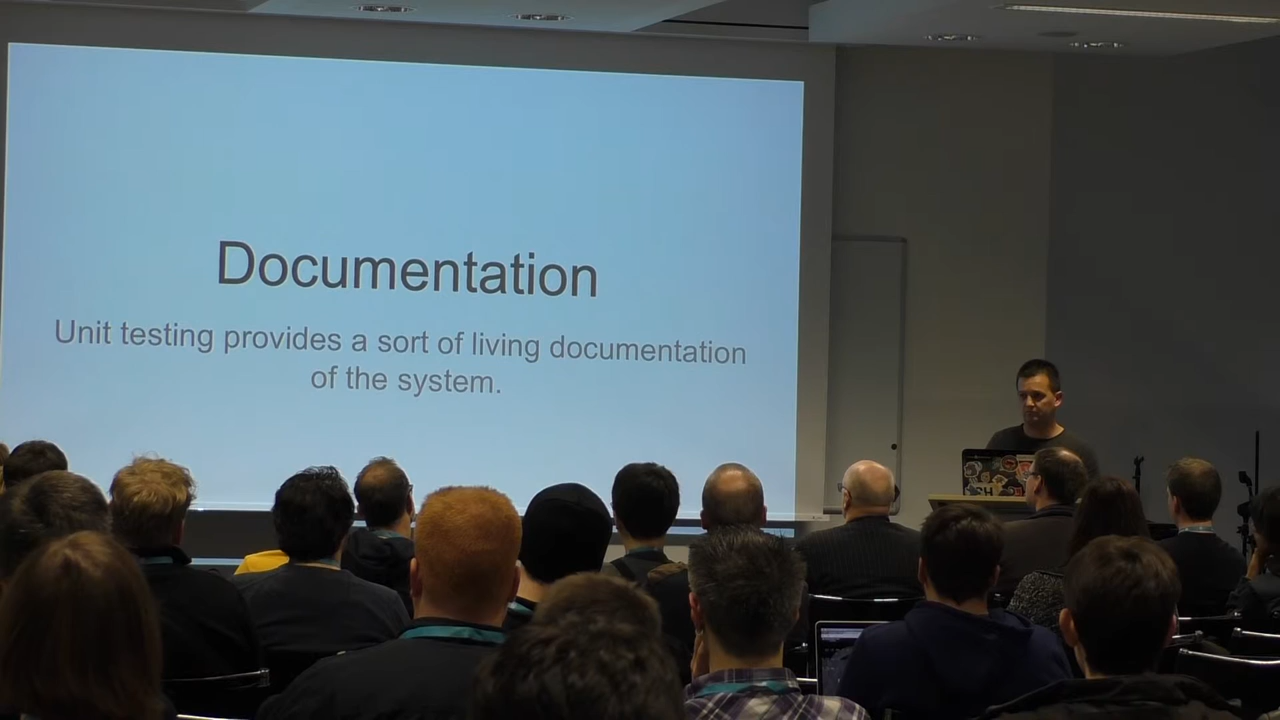 Documentation
Unit testing provides a sort of living documentation
of the system.